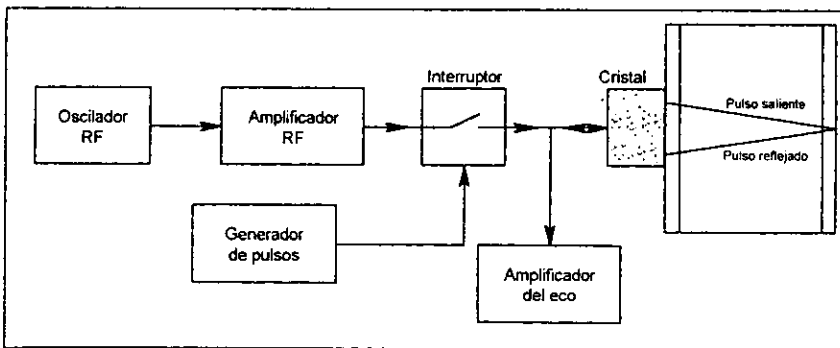 Interruptor
Cristal
Oscilador
RF
Amplificador
RF
Pulso saliente
Pulso reflejado
Generador
de pulsos
Amplificador
del eco